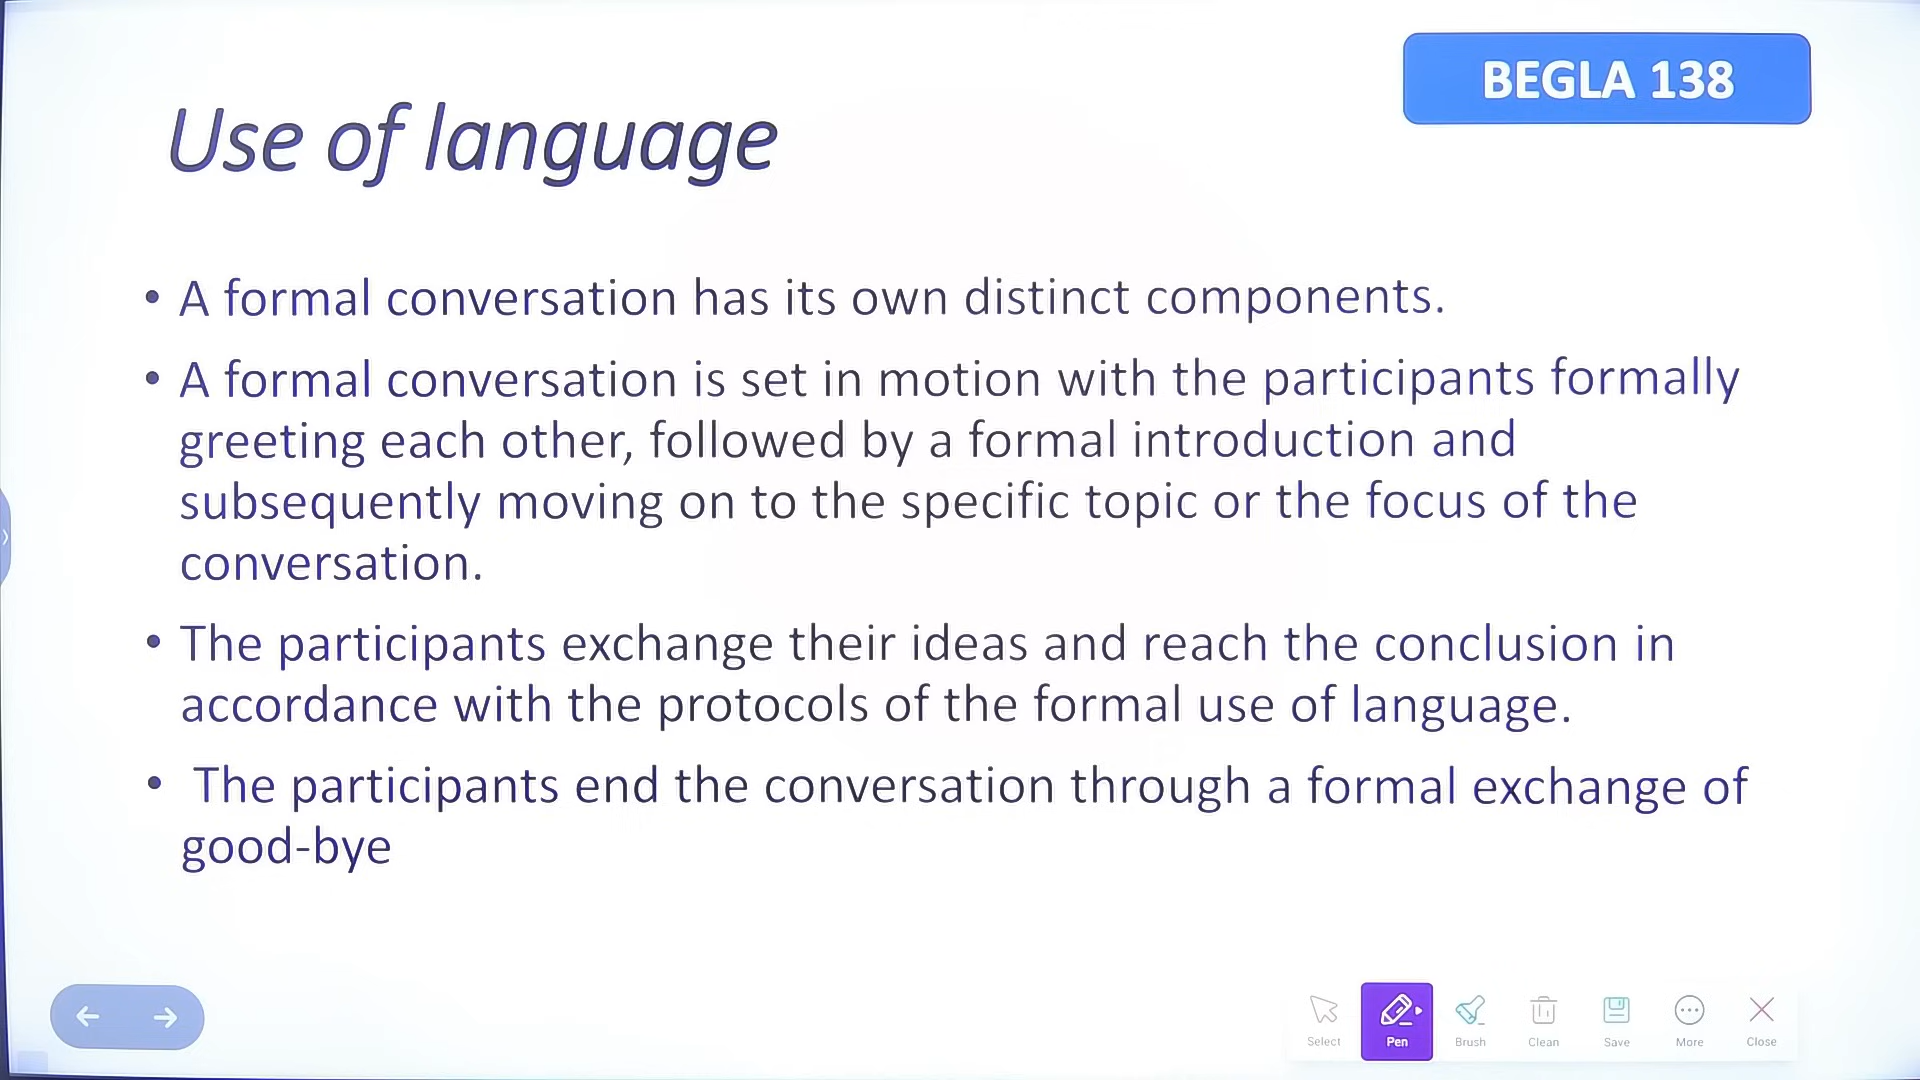 BEGLA 138
Use of language
• A formal conversation has its own distinct components.
• A formal conversation is set in motion with the participants formally
greeting each other, followed by a formal introduction and
subsequently moving on to the specific topic or the focus of the
conversation.
• The participants exchange their ideas and reach the conclusion in
accordance with the protocols of the formal use of language.
• The participants end the conversation through a formal exchange of
good-bye
Select Pen Brush Clean Save More Close